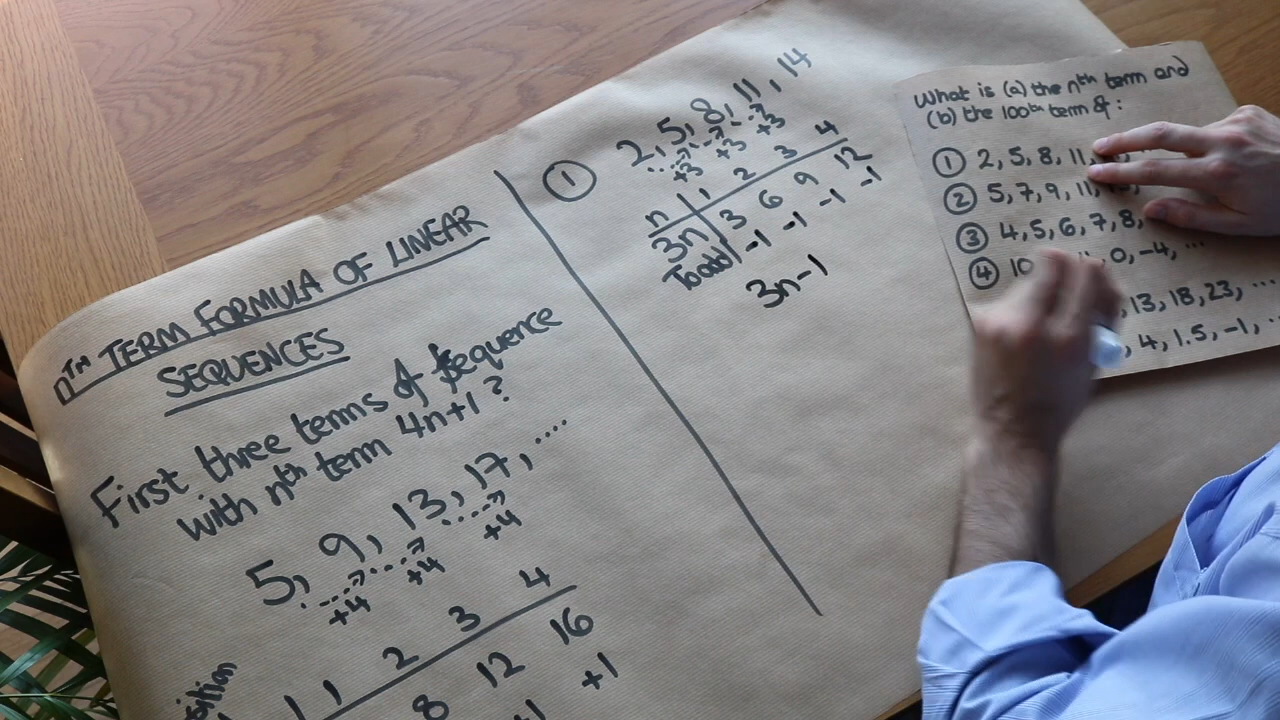 nTH TERM FORMULA OF LINEAR
SEQUENCES
First three terms of sequence
with nth term 4n+1?
5, 9, 13, 17, ....
+4 +4 +4
1 2 3 4
8 12 16
+1 +1
① 2, 5, 8, 11, 14
+3 +3 +3
n 1 2 3 4
3n 3 6 9 12
To add -1 -1 -1 -1
3n-1
What is (a) the nth term and
(b) the 100th term of:
① 2, 5, 8, 11,
② 5, 7, 9, 11,
③ 4, 5, 6, 7, 8,
④ 10 0, -4, ...
, 13, 18, 23, ...
, 4, 1.5, -1, ..